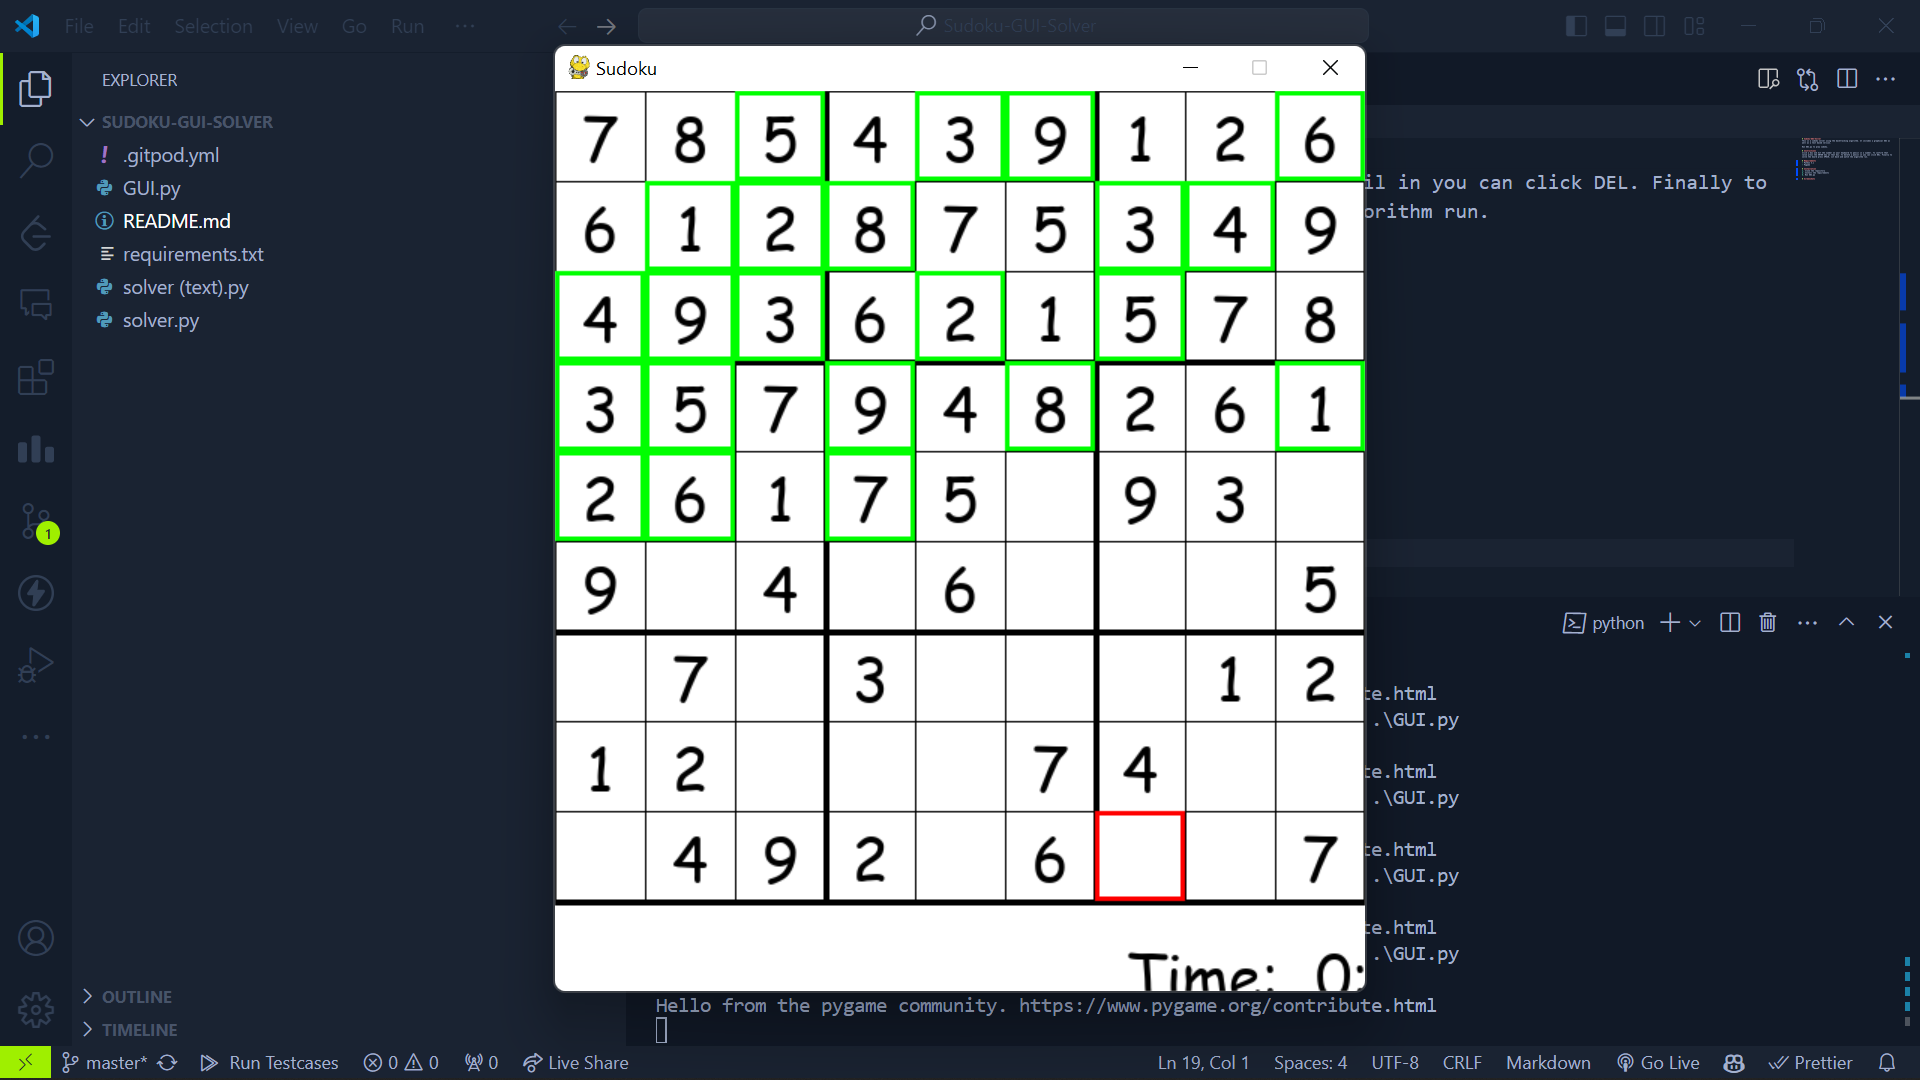 File Edit Selection View Go Run
Sudoku-GUI-Solver
EXPLORER
SUDOKU-GUI-SOLVER
! .gitpod.yml
GUI.py
README.md
requirements.txt
solver (text).py
solver.py
1
OUTLINE
TIMELINE
Sudoku
7 8 5 4 3 9 1 2 6
6 1 2 8 7 5 3 4 9
4 9 3 6 2 1 5 7 8
3 5 7 9 4 8 2 6 1
2 6 1 7 5 9 3
9 4 6 5
7 3 1 2
1 2 7 4
4 9 2 6 7
Time: 0:
il in you can click DEL. Finally to
orithm run.
python
te.html
.\GUI.py
te.html
.\GUI.py
te.html
.\GUI.py
te.html
.\GUI.py
Hello from the pygame community. https://www.pygame.org/contribute.html
master* Run Testcases 0 0 0 Live Share Ln 19, Col 1 Spaces: 4 UTF-8 CRLF Markdown Go Live Prettier